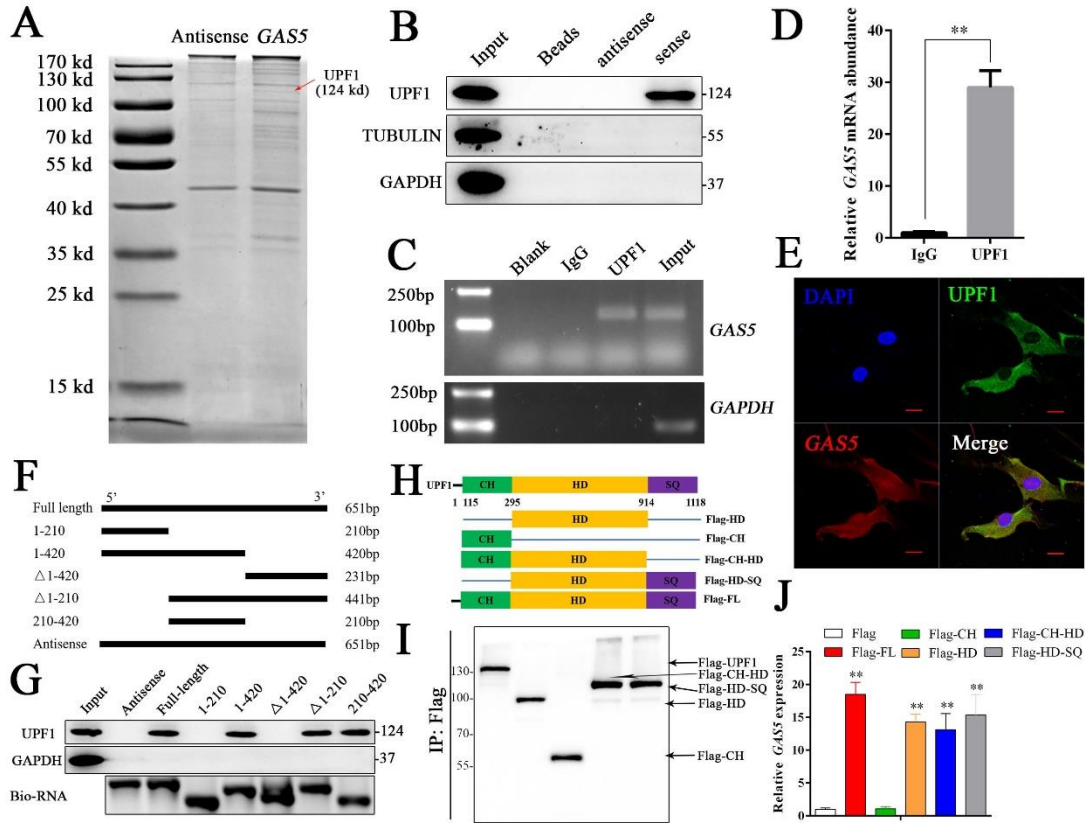 A
Antisense GAS5
170 kd
130 kd
100 kd
70 kd
55 kd
40 kd
35 kd
25 kd
15 kd
UPF1
(124 kd)
B
Input Beads antisense sense
UPF1 -124
TUBULIN -55
GAPDH -37
C
Blank IgG UPF1 Input
250bp
100bp
GAS5
250bp
100bp
GAPDH
D
Relative GAS5 mRNA abundance
40
30
20
10
0
**
IgG UPF1
E
DAPI UPF1
GAS5 Merge
F
5’ 3’
Full length 651bp
1-210 210bp
1-420 420bp
△1-420 231bp
△1-210 441bp
210-420 210bp
Antisense 651bp
G
Input Antisense Full-length 1-210 1-420 △1-420 △1-210 210-420
UPF1 -124
GAPDH -37
Bio-RNA
H
UPF1 CH HD SQ
1 115 295 914 1118
HD Flag-HD
CH Flag-CH
CH HD Flag-CH-HD
HD SQ Flag-HD-SQ
CH HD SQ Flag-FL
I
IP: Flag
130
100
70
55
Flag-UPF1
Flag-CH-HD
Flag-HD-SQ
Flag-HD
Flag-CH
J
Flag Flag-CH Flag-CH-HD
Flag-FL Flag-HD Flag-HD-SQ
Relative GAS5 expression
25
20
15
10
5
0
** ** ** **